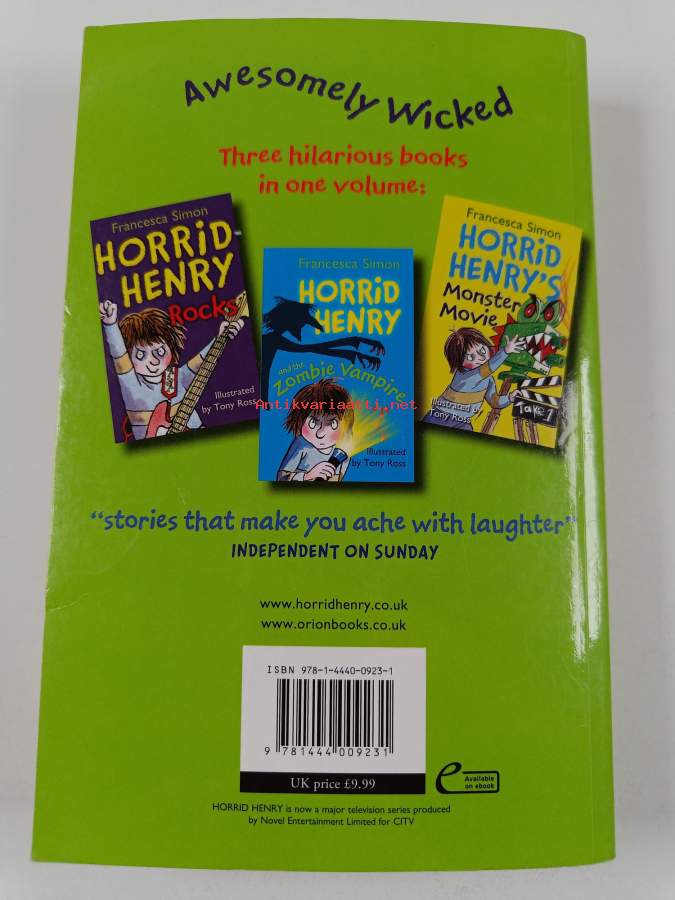 Awesomely Wicked
Three hilarious books
in one volume:
Francesca Simon
HORRID
HENRY
Rocks
Illustrated
by Tony Ross
Francesca Simon
HORRID
HENRY
and the
Zombie Vampire
Illustrated
by Tony Ross
Francesca Simon
HORRID
HENRY'S
Monster
Movie
Illustrated by
Tony Ross
Take 1
Antikvariaatti.net
“stories that make you ache with laughter”
INDEPENDENT ON SUNDAY
www.horridhenry.co.uk
www.orionbooks.co.uk
ISBN 978-1-4440-0923-1
9 781444 009231
UK price £9.99
e Available
on ebook
HORRID HENRY is now a major television series produced
by Novel Entertainment Limited for CITV